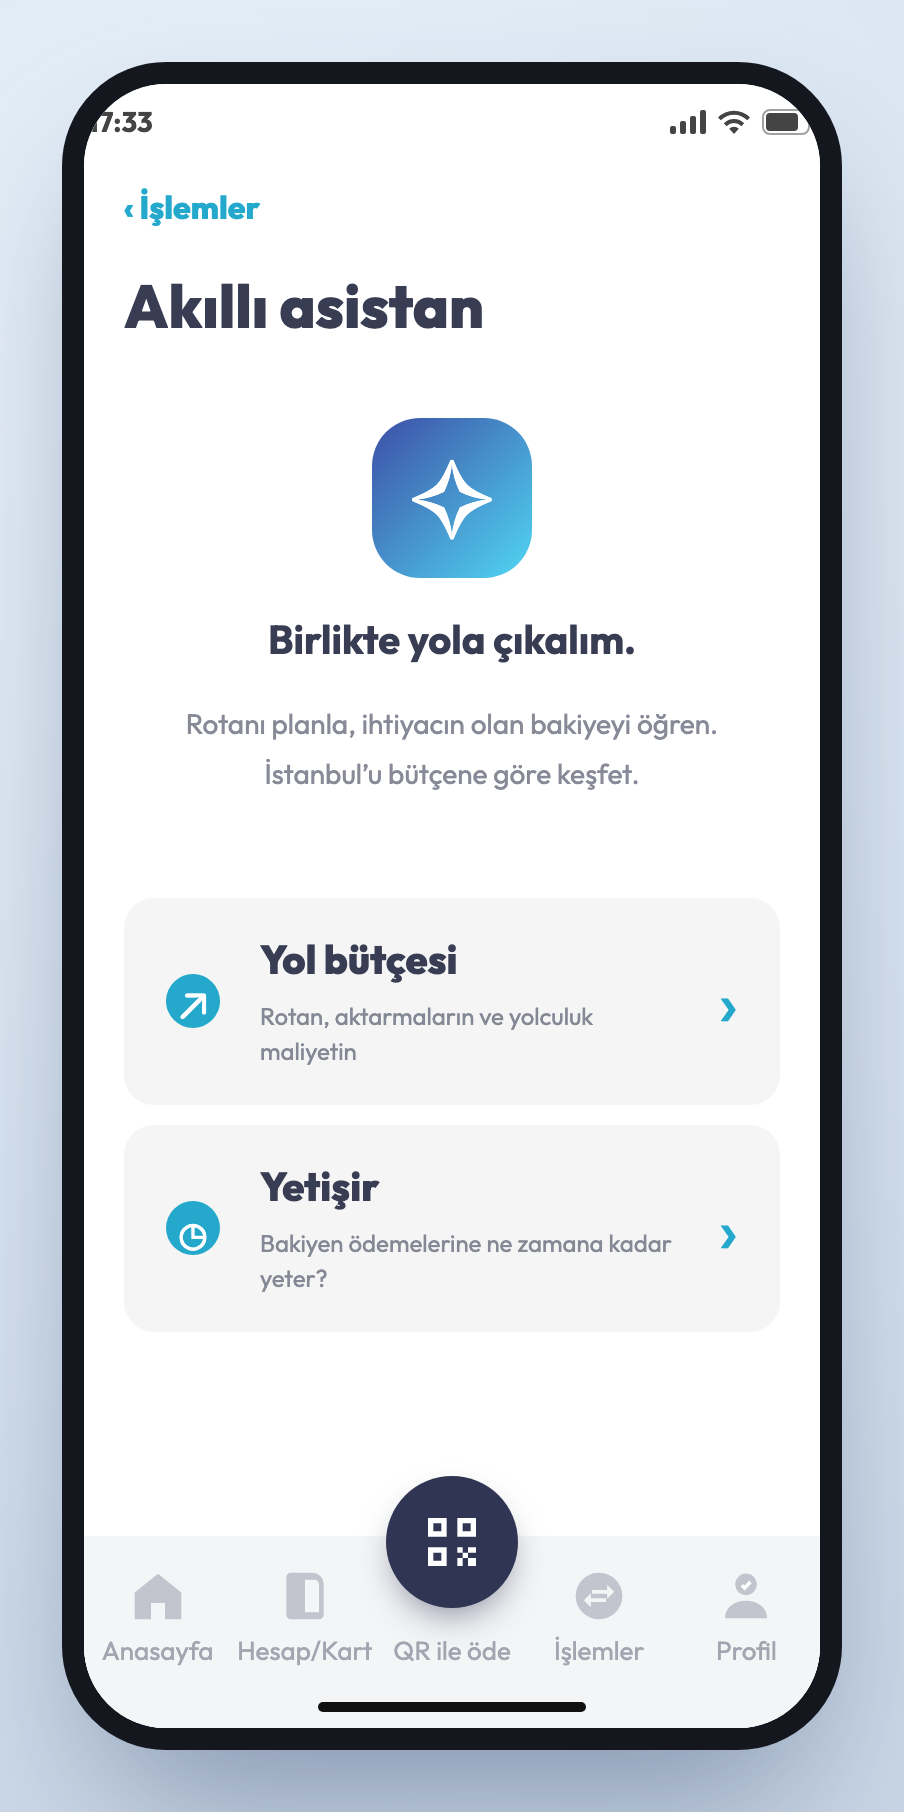 17:33
‹ İşlemler
Akıllı asistan
Birlikte yola çıkalım.
Rotanı planla, ihtiyacın olan bakiyeyi öğren.
İstanbul’u bütçene göre keşfet.
Yol bütçesi
Rotan, aktarmaların ve yolculuk
maliyetin
›
Yetişir
Bakiyen ödemelerine ne zamana kadar
yeter?
›
Anasayfa
Hesap/Kart
QR ile öde
İşlemler
Profil